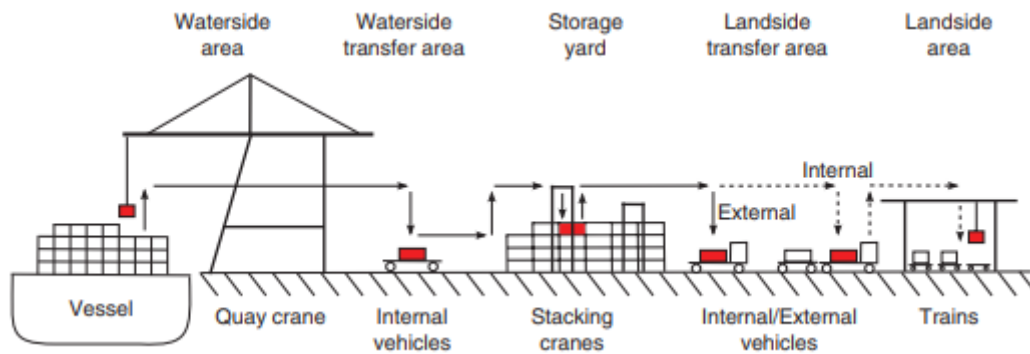 Waterside
area
Waterside
transfer area
Storage
yard
Landside
transfer area
Landside
area
Internal
External
Vessel
Quay crane
Internal
vehicles
Stacking
cranes
Internal/External
vehicles
Trains